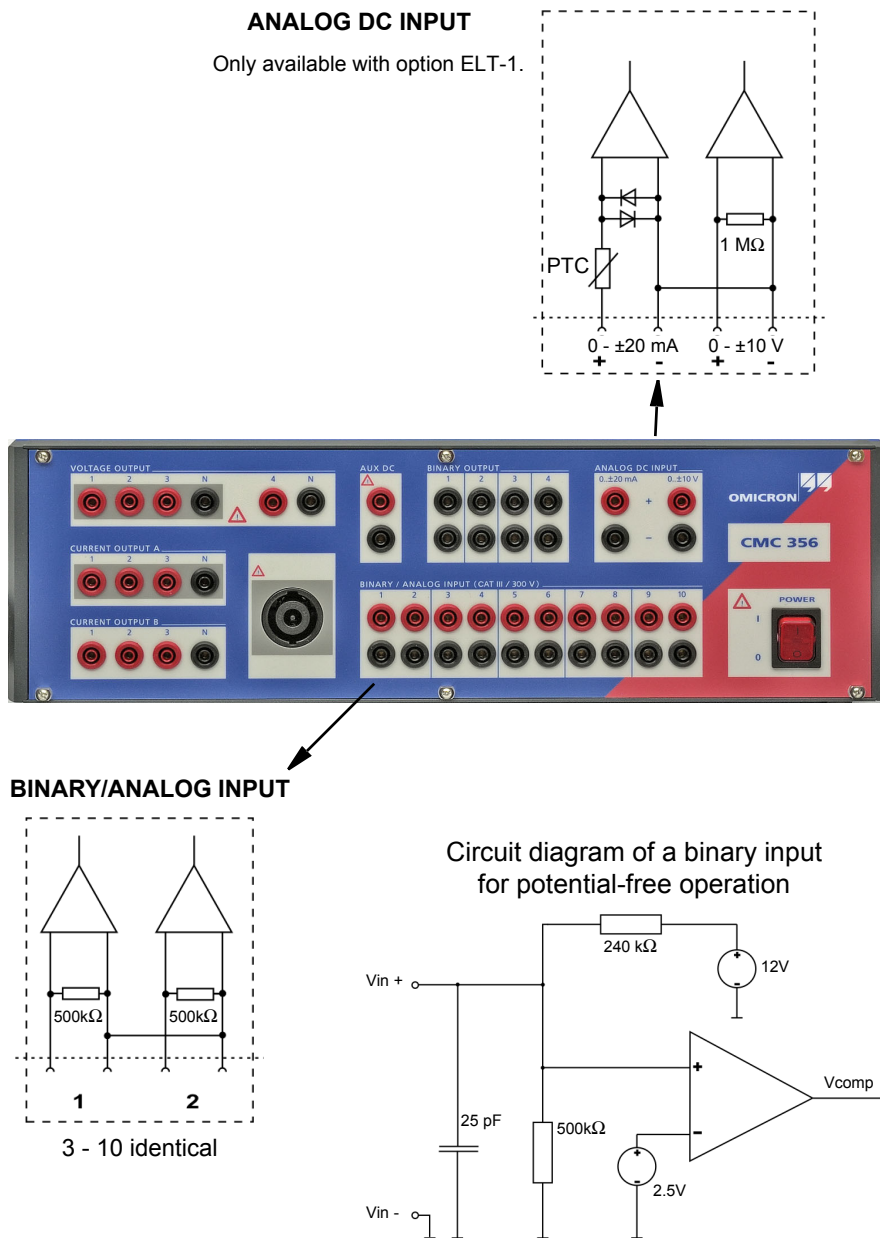 ANALOG DC INPUT
Only available with option ELT-1.
1 MΩ
PTC
0 - ±20 mA 0 - ±10 V
+ - + -
VOLTAGE OUTPUT
1 2 3 N 4 N
AUX DC
BINARY OUTPUT
1 2 3 4
ANALOG DC INPUT
0..±20 mA 0..±10 V
+
−
OMICRON
CMC 356
CURRENT OUTPUT A
1 2 3 N
BINARY / ANALOG INPUT (CAT III / 300 V)
1 2 3 4 5 6 7 8 9 10
POWER
I
0
CURRENT OUTPUT B
1 2 3 N
BINARY/ANALOG INPUT
500kΩ 500kΩ
1 2
3 - 10 identical
Circuit diagram of a binary input
for potential-free operation
240 kΩ
+
-
12V
Vin +
+
-
Vcomp
25 pF
500kΩ
+
-
2.5V
Vin -